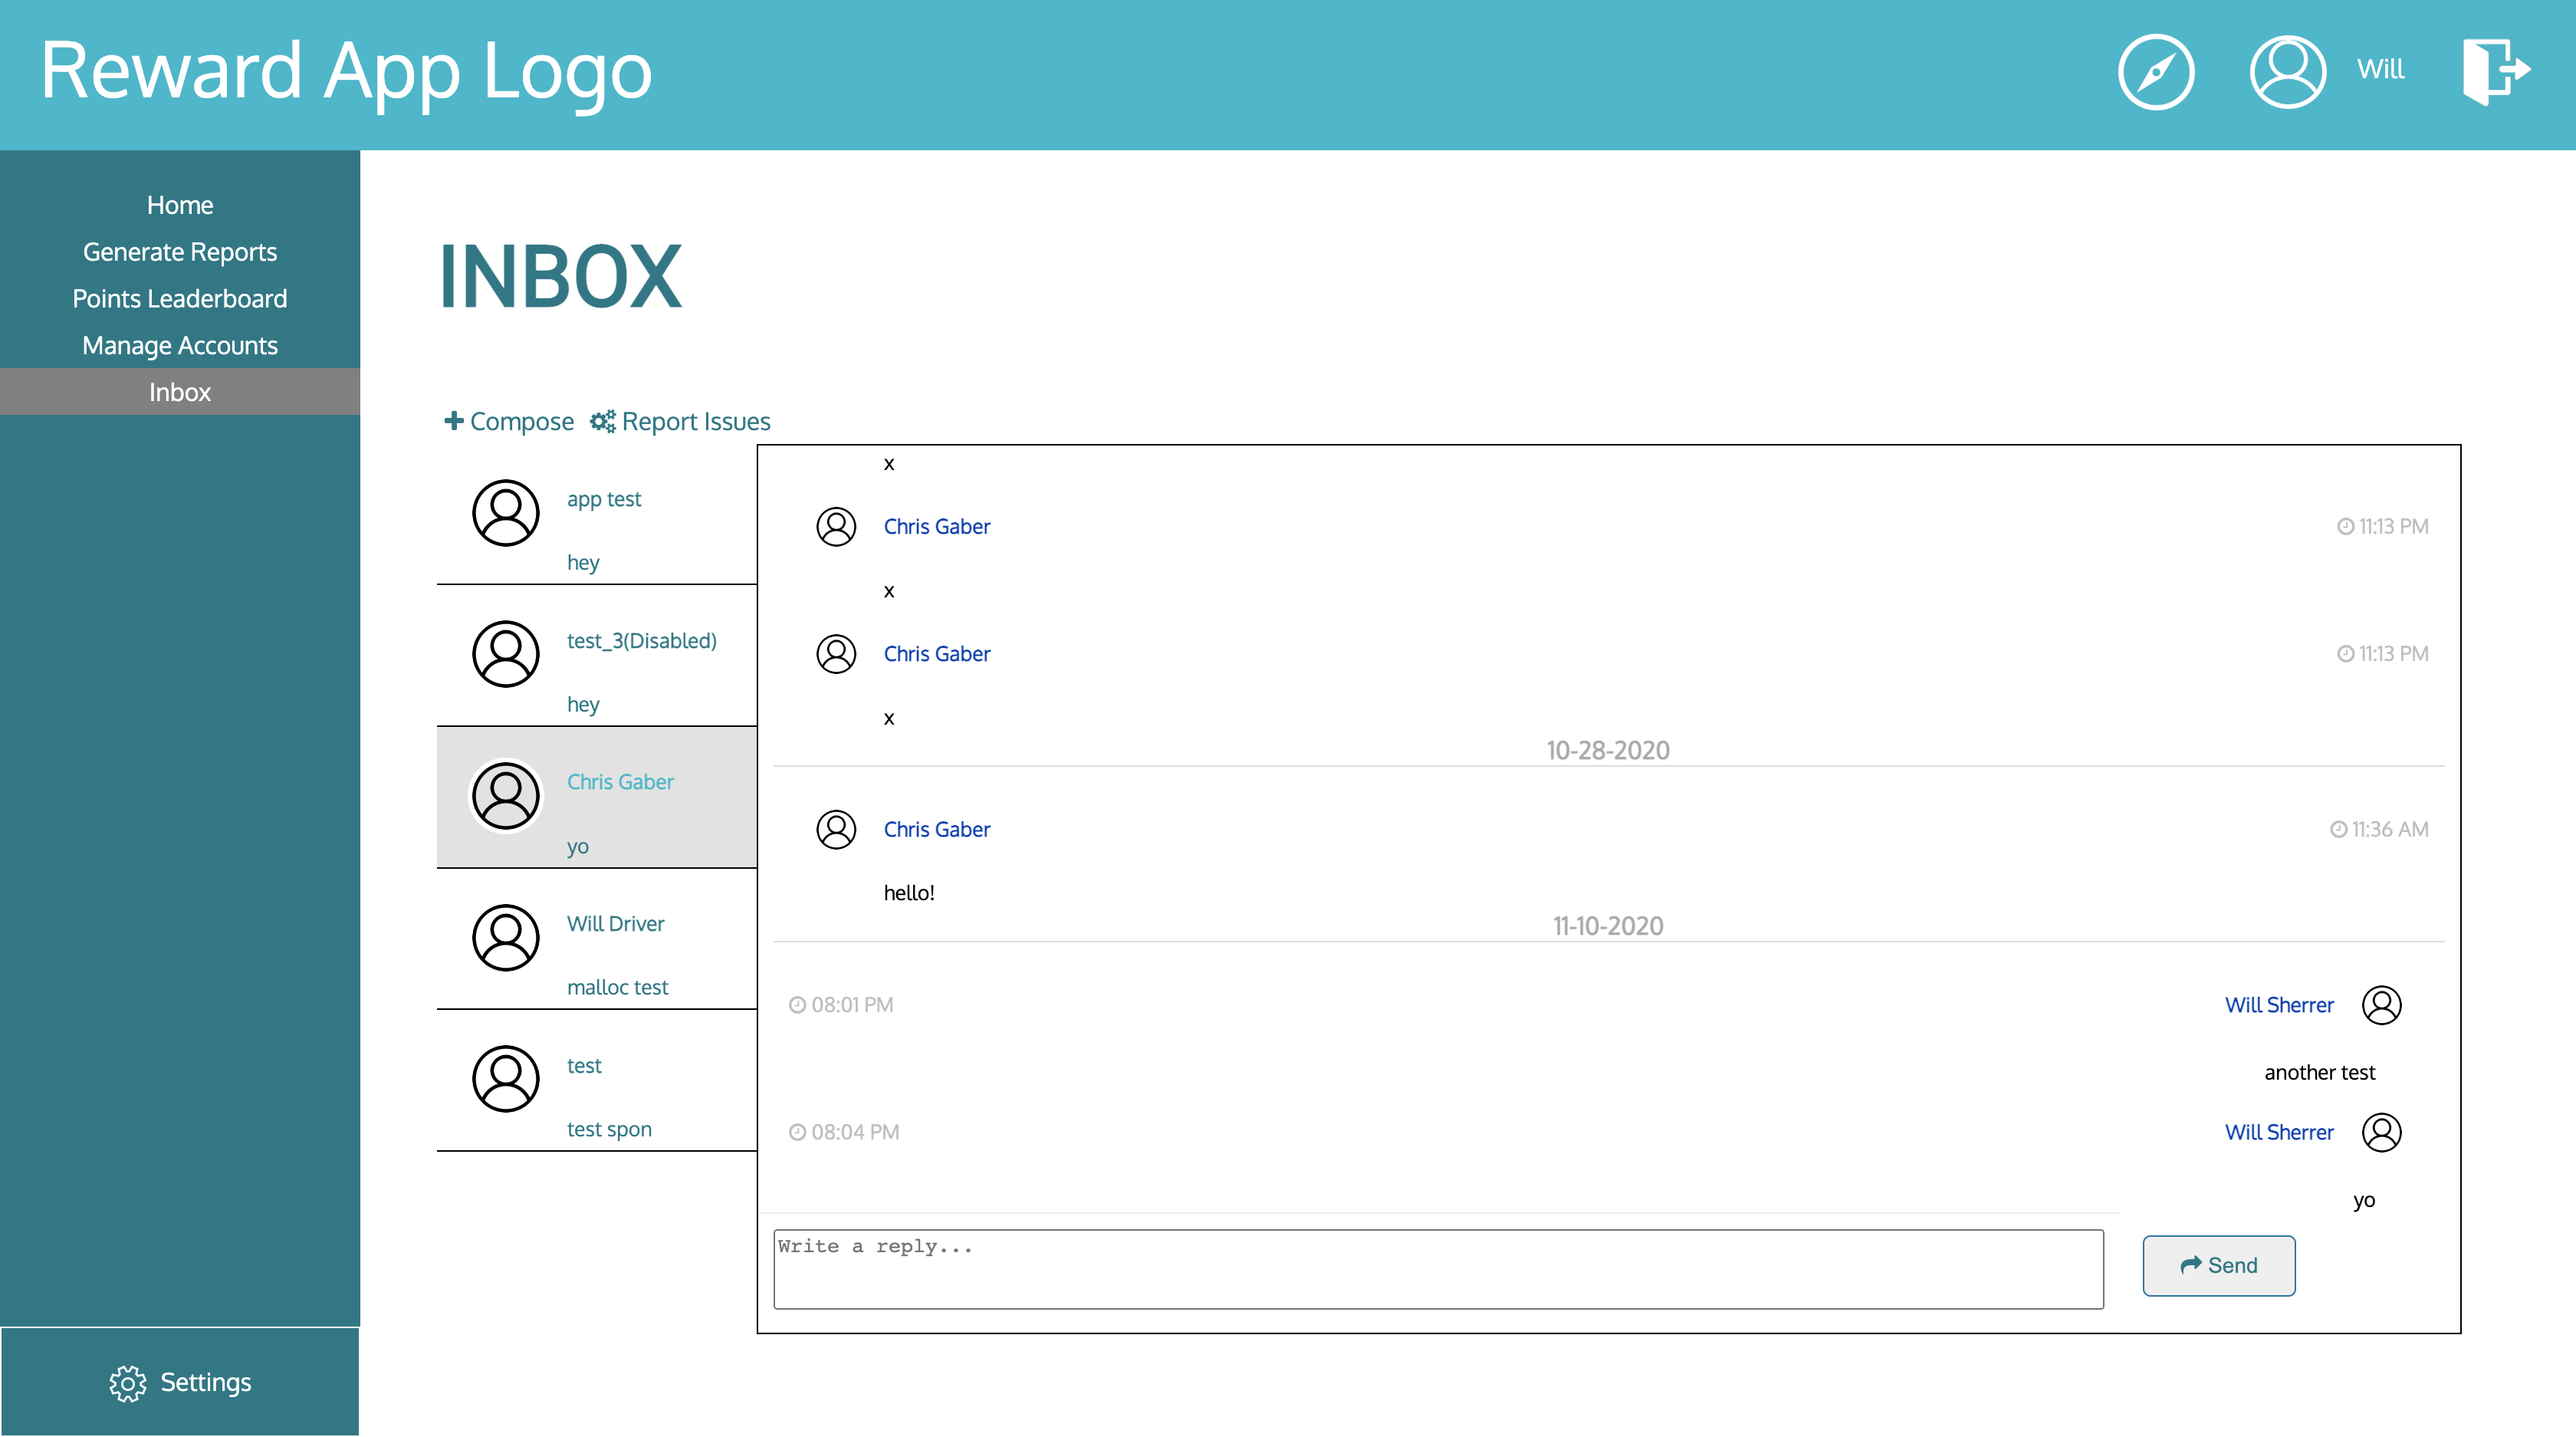 Reward App Logo
Will
Home
Generate Reports
Points Leaderboard
Manage Accounts
Inbox
Settings
INBOX
Compose Report Issues
app test
hey
test_3(Disabled)
hey
Chris Gaber
yo
Will Driver
malloc test
test
test spon
x
Chris Gaber 11:13 PM
x
Chris Gaber 11:13 PM
x
10-28-2020
Chris Gaber 11:36 AM
hello!
11-10-2020
08:01 PM Will Sherrer
another test
08:04 PM Will Sherrer
yo
Write a reply...
Send